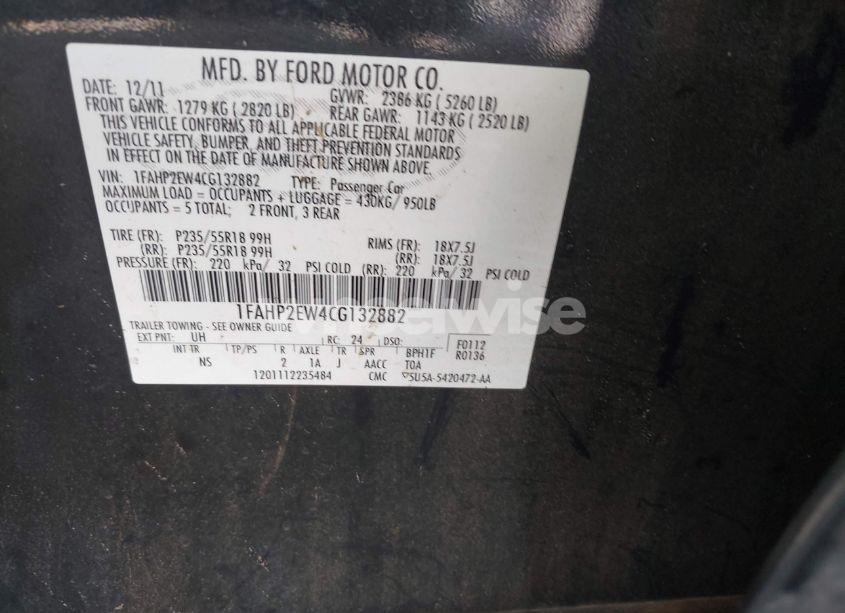 MFD. BY FORD MOTOR CO.
DATE: 12/11 GVWR: 2386 KG ( 5260 LB)
FRONT GAWR: 1279 KG ( 2820 LB) REAR GAWR: 1143 KG ( 2520 LB)
THIS VEHICLE CONFORMS TO ALL APPLICABLE FEDERAL MOTOR
VEHICLE SAFETY, BUMPER, AND THEFT PREVENTION STANDARDS
IN EFFECT ON THE DATE OF MANUFACTURE SHOWN ABOVE.
VIN: 1FAHP2EW4CG132882 TYPE: Passenger Car
MAXIMUM LOAD = OCCUPANTS + LUGGAGE = 430KG/ 950LB
OCCUPANTS = 5 TOTAL; 2 FRONT, 3 REAR
TIRE (FR): P235/55R18 99H RIMS (FR): 18X7.5J
(RR): P235/55R18 99H (RR): 18X7.5J
PRESSURE (FR): 220 kPa/ 32 PSI COLD (RR): 220 kPa/ 32 PSI COLD
1FAHP2EW4CG132882
TRAILER TOWING - SEE OWNER GUIDE
EXT PNT: UH RC: 24 DSO: F0112
INT TR TP/PS R AXLE TR SPR BPH1F R0136
NS 2 1A J AACC TOA
1201112235484 CMC 5U5A-5420472-AA